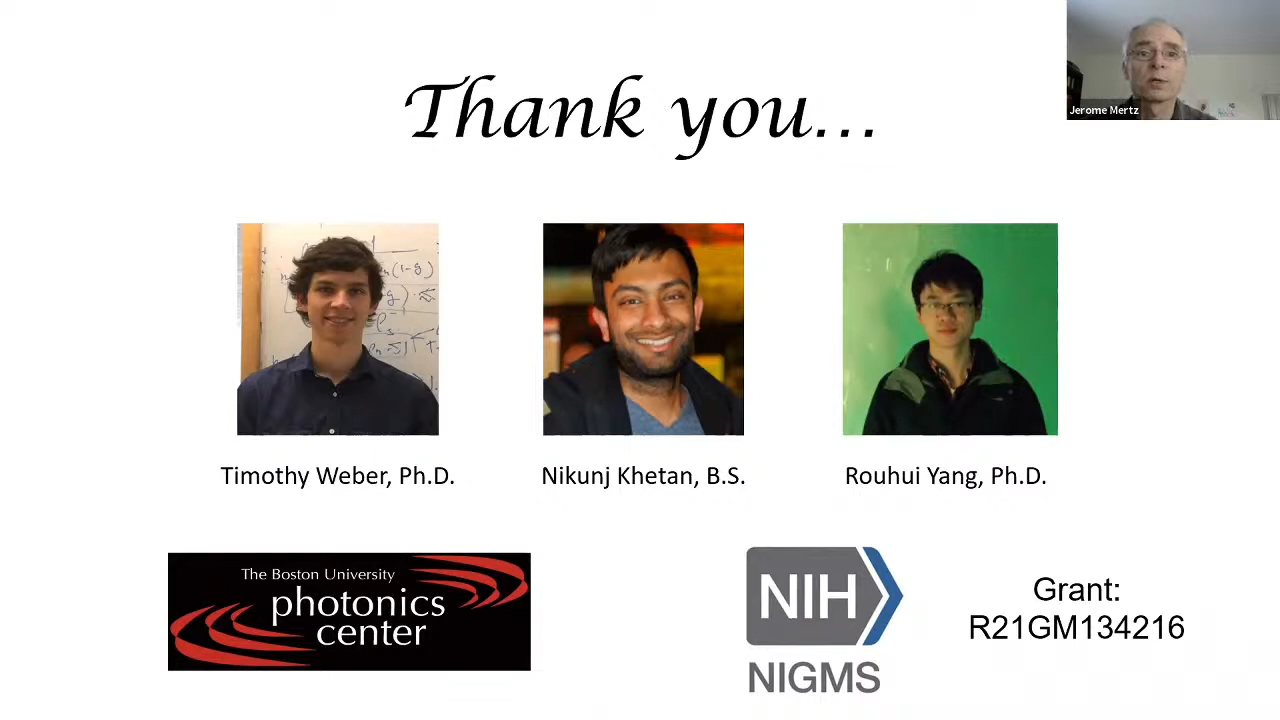 Thank you...
Jerome Mertz
Timothy Weber, Ph.D.
Nikunj Khetan, B.S.
Rouhui Yang, Ph.D.
The Boston University
photonics
center
NIH
NIGMS
Grant:
R21GM134216